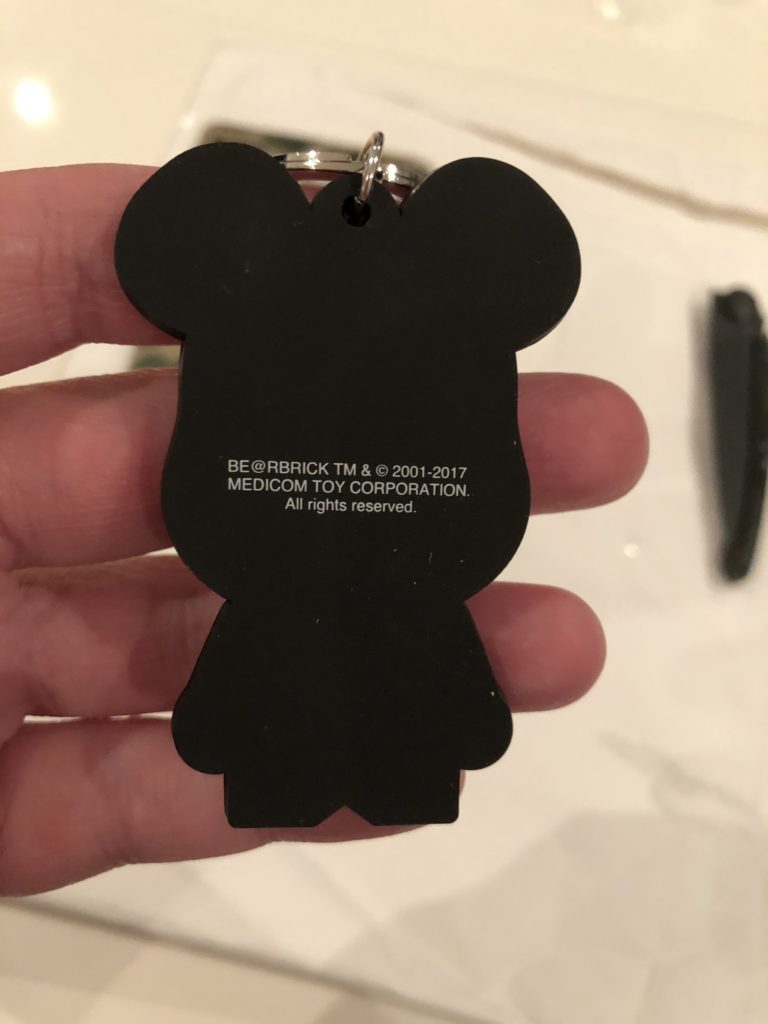 BE@RBRICK TM & © 2001-2017
MEDICOM TOY CORPORATION.
All rights reserved.